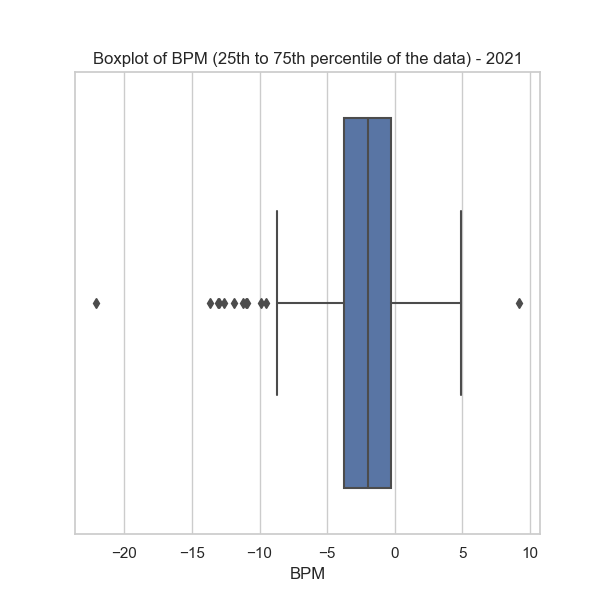 Boxplot of BPM (25th to 75th percentile of the data) - 2021
−20 −15 −10 −5 0 5 10
BPM